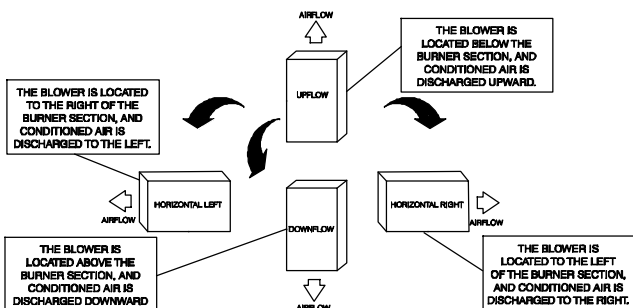 AIRFLOW
THE BLOWER IS
LOCATED BELOW THE
BURNER SECTION, AND
CONDITIONED AIR IS
DISCHARGED UPWARD.
UPFLOW
THE BLOWER IS LOCATED
TO THE RIGHT OF THE
BURNER SECTION, AND
CONDITIONED AIR IS
DISCHARGED TO THE LEFT.
HORIZONTAL LEFT
AIRFLOW
HORIZONTAL RIGHT
AIRFLOW
DOWNFLOW
THE BLOWER IS
LOCATED ABOVE THE
BURNER SECTION, AND
CONDITIONED AIR IS
DISCHARGED DOWNWARD
THE BLOWER IS
LOCATED TO THE LEFT
OF THE BURNER SECTION,
AND CONDITIONED AIR IS
DISCHARGED TO THE RIGHT.
AIRFLOW